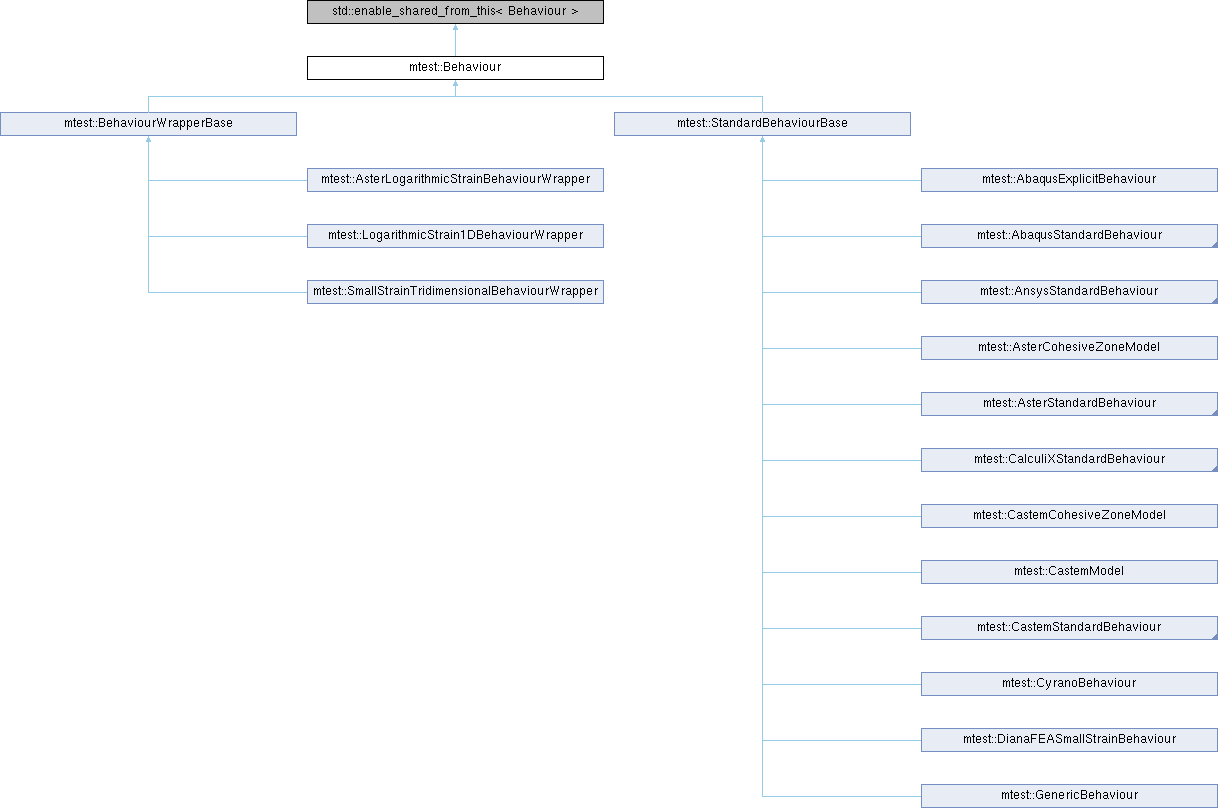 std::enable_shared_from_this< Behaviour >
mtest::Behaviour
mtest::BehaviourWrapperBase
mtest::StandardBehaviourBase
mtest::AsterLogarithmicStrainBehaviourWrapper
mtest::AbaqusExplicitBehaviour
mtest::LogarithmicStrain1DBehaviourWrapper
mtest::AbaqusStandardBehaviour
mtest::SmallStrainTridimensionalBehaviourWrapper
mtest::AnsysStandardBehaviour
mtest::AsterCohesiveZoneModel
mtest::AsterStandardBehaviour
mtest::CalculiXStandardBehaviour
mtest::CastemCohesiveZoneModel
mtest::CastemModel
mtest::CastemStandardBehaviour
mtest::CyranoBehaviour
mtest::DianaFEASmallStrainBehaviour
mtest::GenericBehaviour